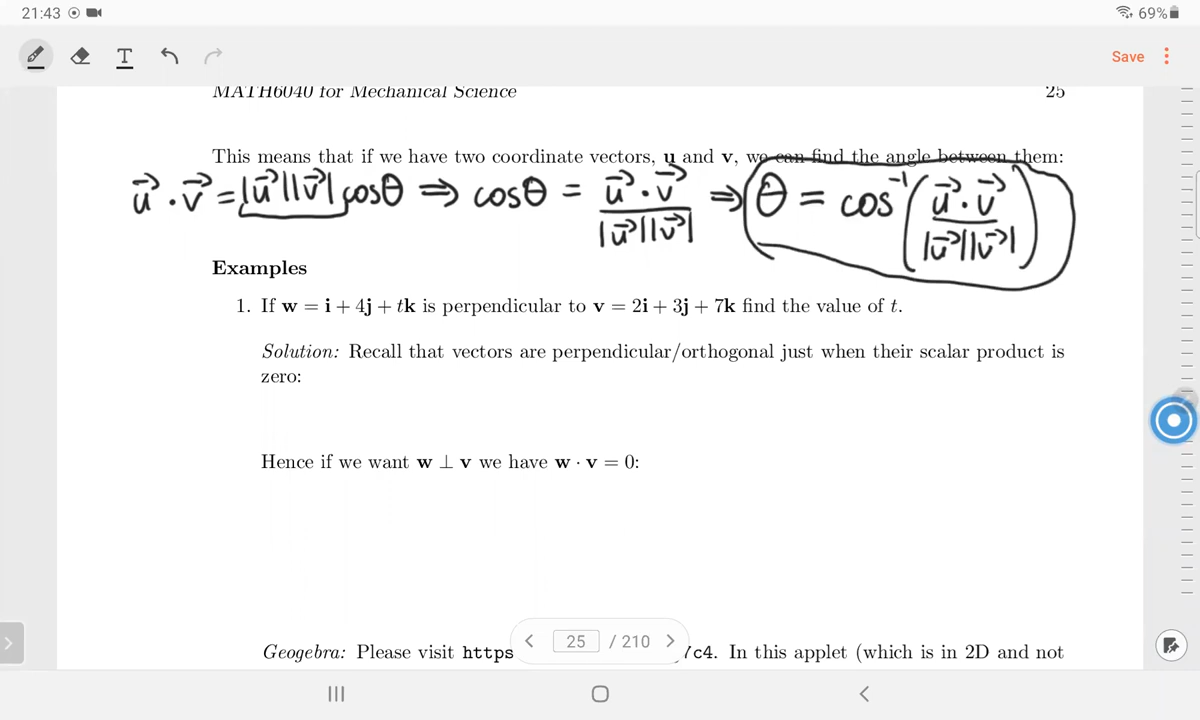 21:43 69%
T Save
MATH6040 for Mechanical Science 25
This means that if we have two coordinate vectors, u and v, we can find the angle between them:
u⃗ · v⃗ = |u⃗||v⃗| cosθ ⇒ cosθ = u⃗ · v⃗ / |u⃗||v⃗| ⇒ θ = cos⁻¹(u⃗ · v⃗ / |u⃗||v⃗|)
Examples
1. If w = i + 4j + tk is perpendicular to v = 2i + 3j + 7k find the value of t.
Solution: Recall that vectors are perpendicular/orthogonal just when their scalar product is
zero:
Hence if we want w ⊥ v we have w · v = 0:
25 / 210
Geogebra: Please visit https /c4. In this applet (which is in 2D and not